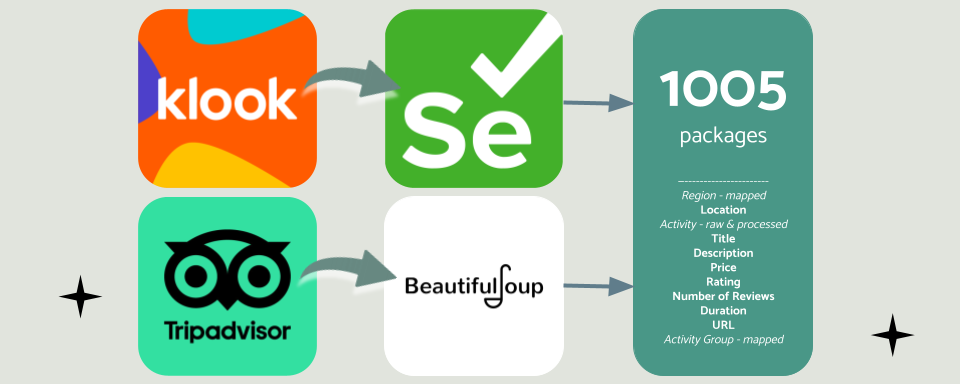 klook
Se
1005
packages
------------------------
Region - mapped
Location
Activity - raw & processed
Title
Description
Price
Rating
Number of Reviews
Duration
URL
Activity Group - mapped
Tripadvisor
BeautifulSoup